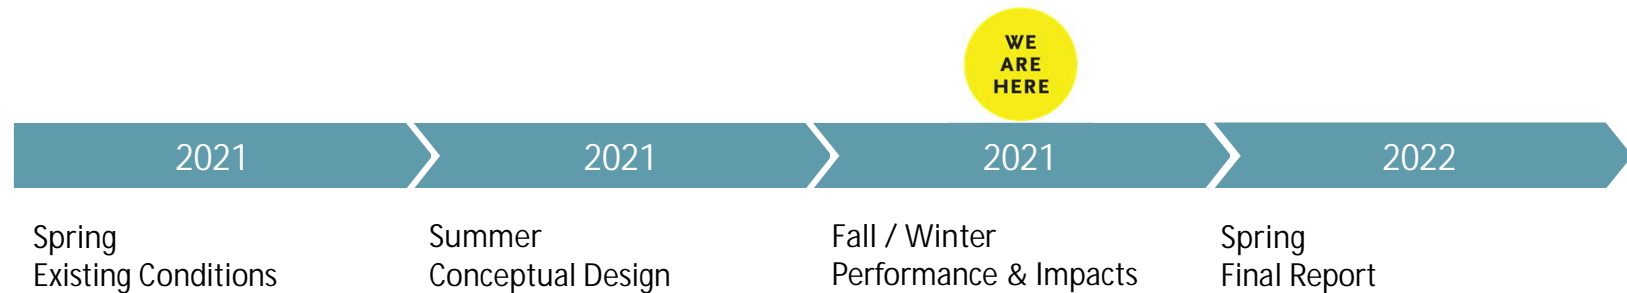 WE
ARE
HERE
2021
2021
2021
2022
Spring
Existing Conditions
Summer
Conceptual Design
Fall / Winter
Performance & Impacts
Spring
Final Report